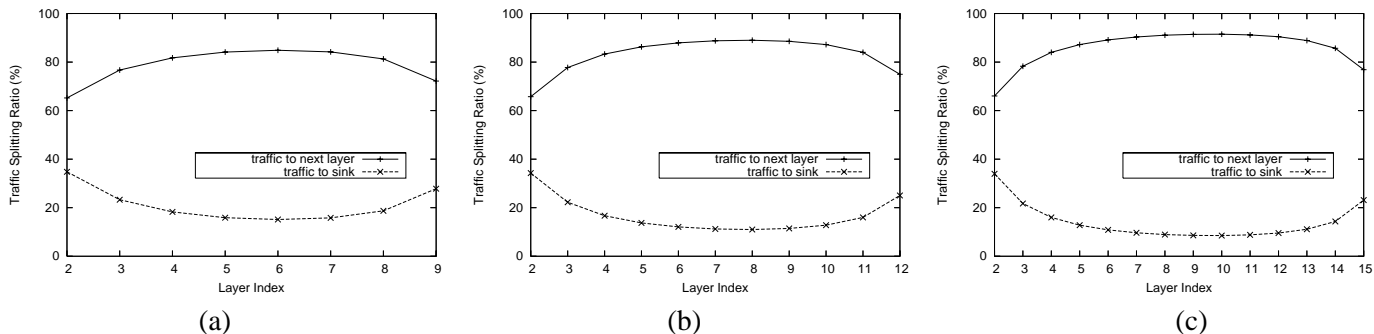 Traffic Splitting Ratio (%)
100
80
60
40
20
0
traffic to next layer
traffic to sink
2 3 4 5 6 7 8 9
Layer Index
(a)
Traffic Splitting Ratio (%)
100
80
60
40
20
0
traffic to next layer
traffic to sink
2 3 4 5 6 7 8 9 10 11 12
Layer Index
(b)
Traffic Splitting Ratio (%)
100
80
60
40
20
0
traffic to next layer
traffic to sink
2 3 4 5 6 7 8 9 10 11 12 13 14 15
Layer Index
(c)